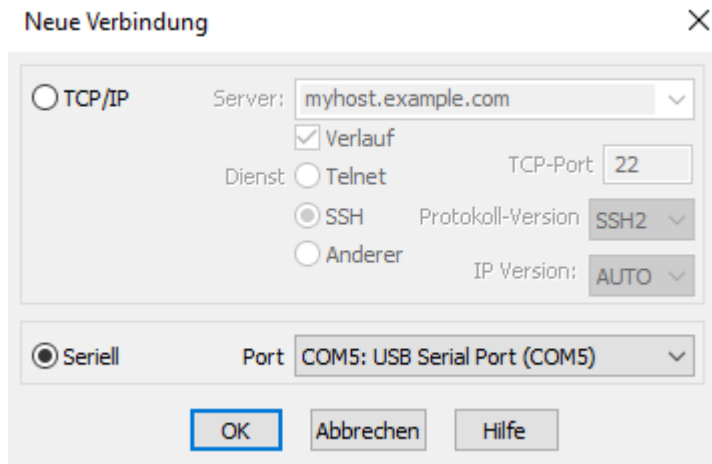 Neue Verbindung
TCP/IP
Server: myhost.example.com
Verlauf
Dienst Telnet
TCP-Port 22
SSH
Protokoll-Version SSH2
Anderer
IP Version: AUTO
Seriell
Port COM5: USB Serial Port (COM5)
OK Abbrechen Hilfe